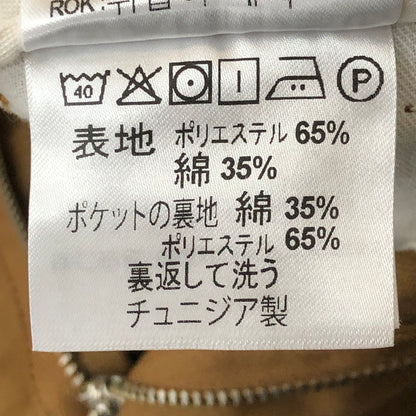 ROK:
40 P
表地 ポリエステル 65%
綿 35%
ポケットの裏地 綿 35%
ポリエステル 65%
裏返して洗う
チュニジア製